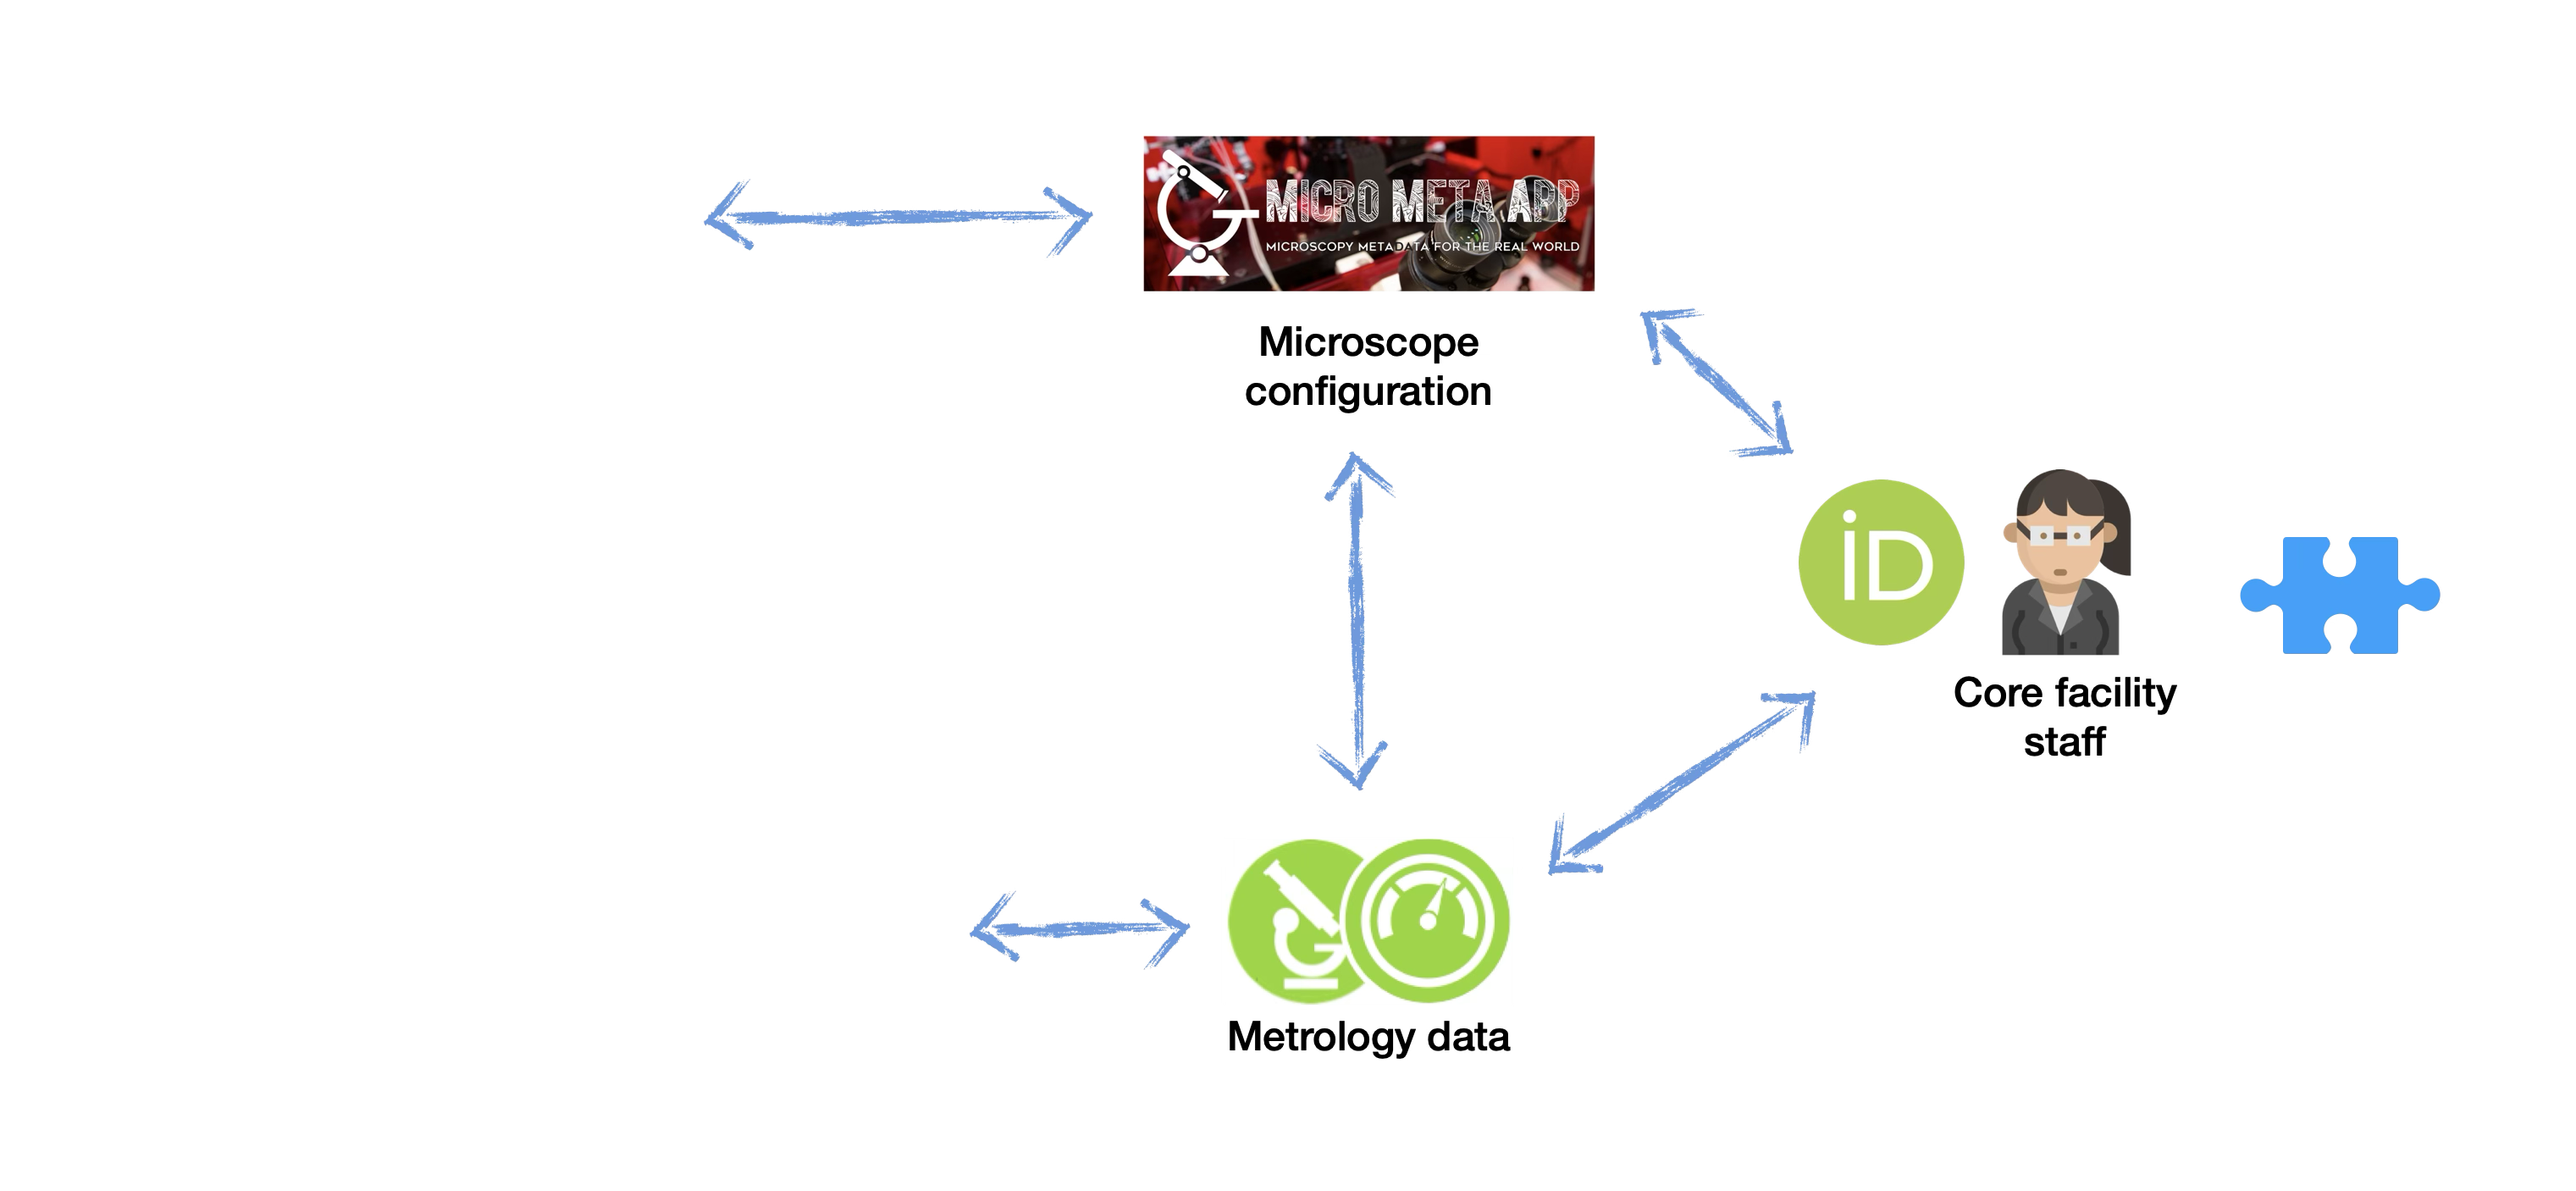 MICRO META APP
MICROSCOPY METADATA FOR THE REAL WORLD
Microscope
configuration
iD
Core facility
staff
Metrology data